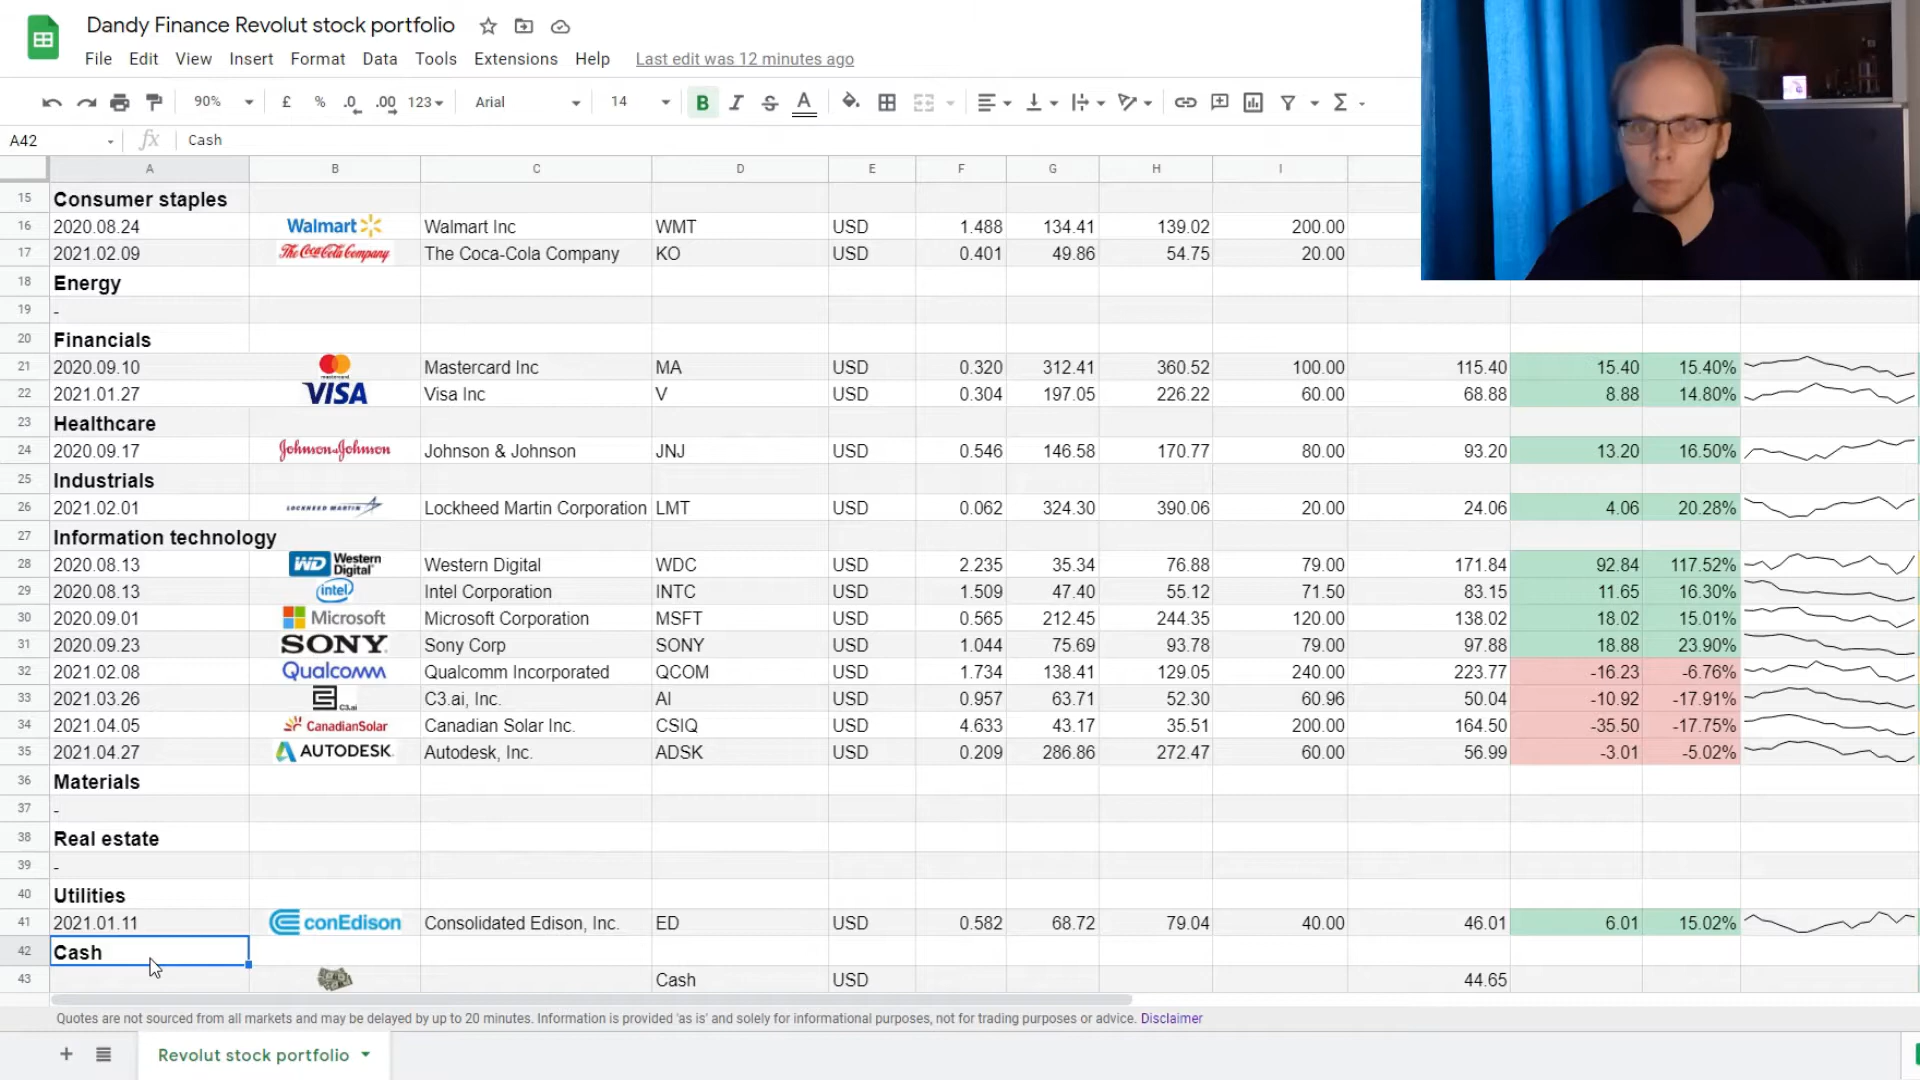 Dandy Finance Revolut stock portfolio
File Edit View Insert Format Data Tools Extensions Help Last edit was 12 minutes ago
90% £ % .0 .00 123 Arial 14 B I S A Σ
A42 fx Cash
A B C D E F G H I
15 Consumer staples
16 2020.08.24 Walmart Walmart Inc WMT USD 1.488 134.41 139.02 200.00
17 2021.02.09 The Coca-Cola Company The Coca-Cola Company KO USD 0.401 49.86 54.75 20.00
18 Energy
19 -
20 Financials
21 2020.09.10 mastercard Mastercard Inc MA USD 0.320 312.41 360.52 100.00 115.40 15.40 15.40%
22 2021.01.27 VISA Visa Inc V USD 0.304 197.05 226.22 60.00 68.88 8.88 14.80%
23 Healthcare
24 2020.09.17 Johnson & Johnson Johnson & Johnson JNJ USD 0.546 146.58 170.77 80.00 93.20 13.20 16.50%
25 Industrials
26 2021.02.01 LOCKHEED MARTIN Lockheed Martin Corporation LMT USD 0.062 324.30 390.06 20.00 24.06 4.06 20.28%
27 Information technology
28 2020.08.13 WD Western Digital Western Digital WDC USD 2.235 35.34 76.88 79.00 171.84 92.84 117.52%
29 2020.08.13 intel Intel Corporation INTC USD 1.509 47.40 55.12 71.50 83.15 11.65 16.30%
30 2020.09.01 Microsoft Microsoft Corporation MSFT USD 0.565 212.45 244.35 120.00 138.02 18.02 15.01%
31 2020.09.23 SONY Sony Corp SONY USD 1.044 75.69 93.78 79.00 97.88 18.88 23.90%
32 2021.02.08 Qualcomm Qualcomm Incorporated QCOM USD 1.734 138.41 129.05 240.00 223.77 -16.23 -6.76%
33 2021.03.26 C3.ai C3.ai, Inc. AI USD 0.957 63.71 52.30 60.96 50.04 -10.92 -17.91%
34 2021.04.05 CanadianSolar Canadian Solar Inc. CSIQ USD 4.633 43.17 35.51 200.00 164.50 -35.50 -17.75%
35 2021.04.27 AUTODESK. Autodesk, Inc. ADSK USD 0.209 286.86 272.47 60.00 56.99 -3.01 -5.02%
36 Materials
37 -
38 Real estate
39 -
40 Utilities
41 2021.01.11 conEdison Consolidated Edison, Inc. ED USD 0.582 68.72 79.04 40.00 46.01 6.01 15.02%
42 Cash
43 Cash USD 44.65
Quotes are not sourced from all markets and may be delayed by up to 20 minutes. Information is provided 'as is' and solely for informational purposes, not for trading purposes or advice. Disclaimer
+ Revolut stock portfolio